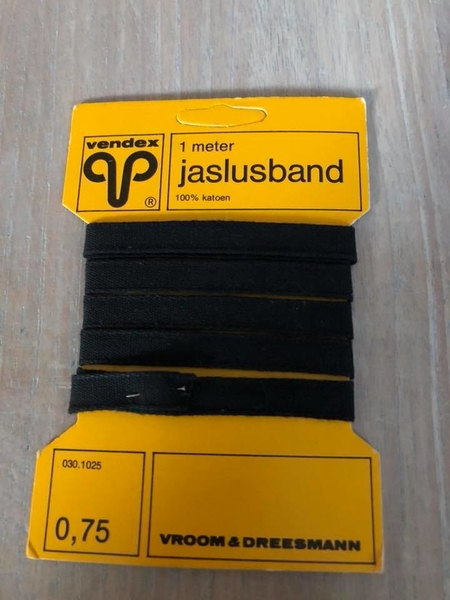 vendex
®
1 meter
jaslusband
100% katoen
030.1025
0,75
VROOM & DREESMANN